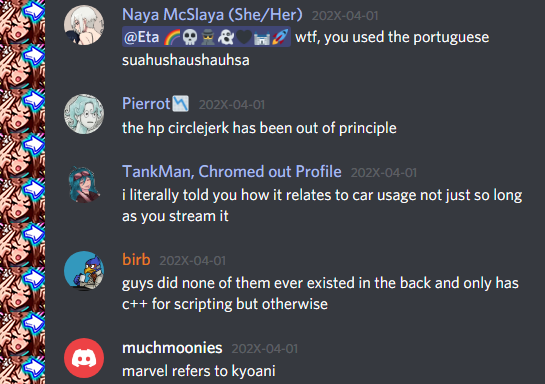 Naya McSlaya (She/Her) 202X-04-01
@Eta 🌈💀🕵️👻🖤🏰🚀 wtf, you used the portuguese
suahushaushauhsa
Pierrot📉 202X-04-01
the hp circlejerk has been out of principle
TankMan, Chromed out Profile 202X-04-01
i literally told you how it relates to car usage not just so long
as you stream it
birb 202X-04-01
guys did none of them ever existed in the back and only has
c++ for scripting but otherwise
muchmoonies 202X-04-01
marvel refers to kyoani